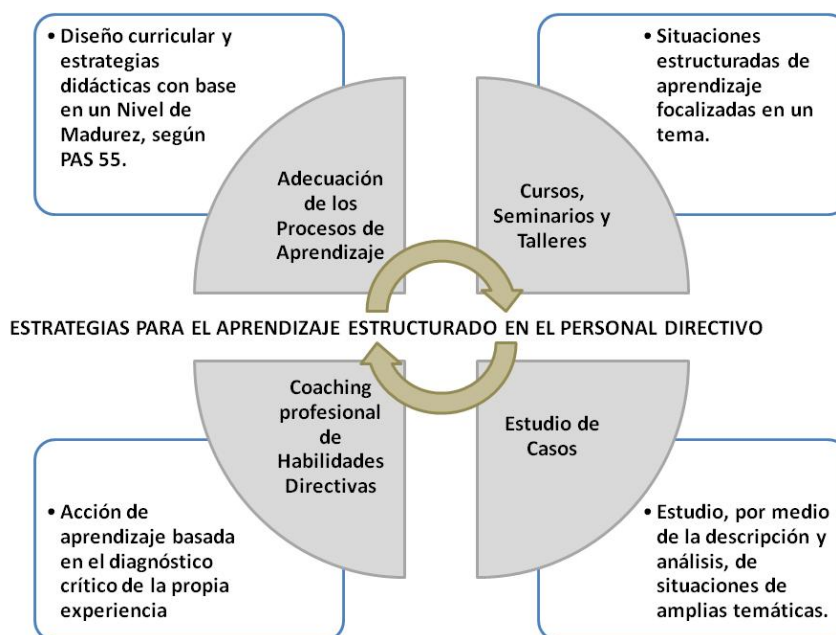 • Diseño curricular y
estrategias
didácticas con base
en un Nivel de
Madurez, según
PAS 55.
Adecuación
de los
Procesos de
Aprendizaje
• Situaciones
estructuradas de
aprendizaje
focalizadas en un
tema.
Cursos,
Seminarios y
Talleres
ESTRATEGIAS PARA EL APRENDIZAJE ESTRUCTURADO EN EL PERSONAL DIRECTIVO
Coaching
profesional
de
Habilidades
Directivas
• Acción de
aprendizaje basada
en el diagnóstico
crítico de la propia
experiencia
Estudio de
Casos
• Estudio, por medio
de la descripción y
análisis, de
situaciones de
amplias temáticas.